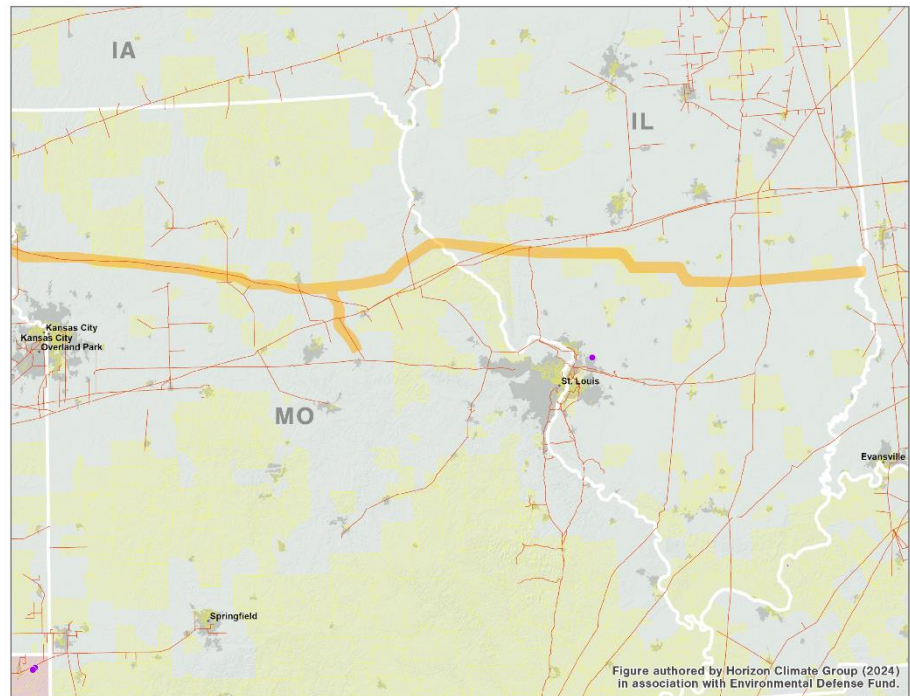 IA
IL
Kansas City
Kansas City
Overland Park
St. Louis
MO
Evansville
Springfield
Figure authored by Horizon Climate Group (2024)
in association with Environmental Defense Fund.